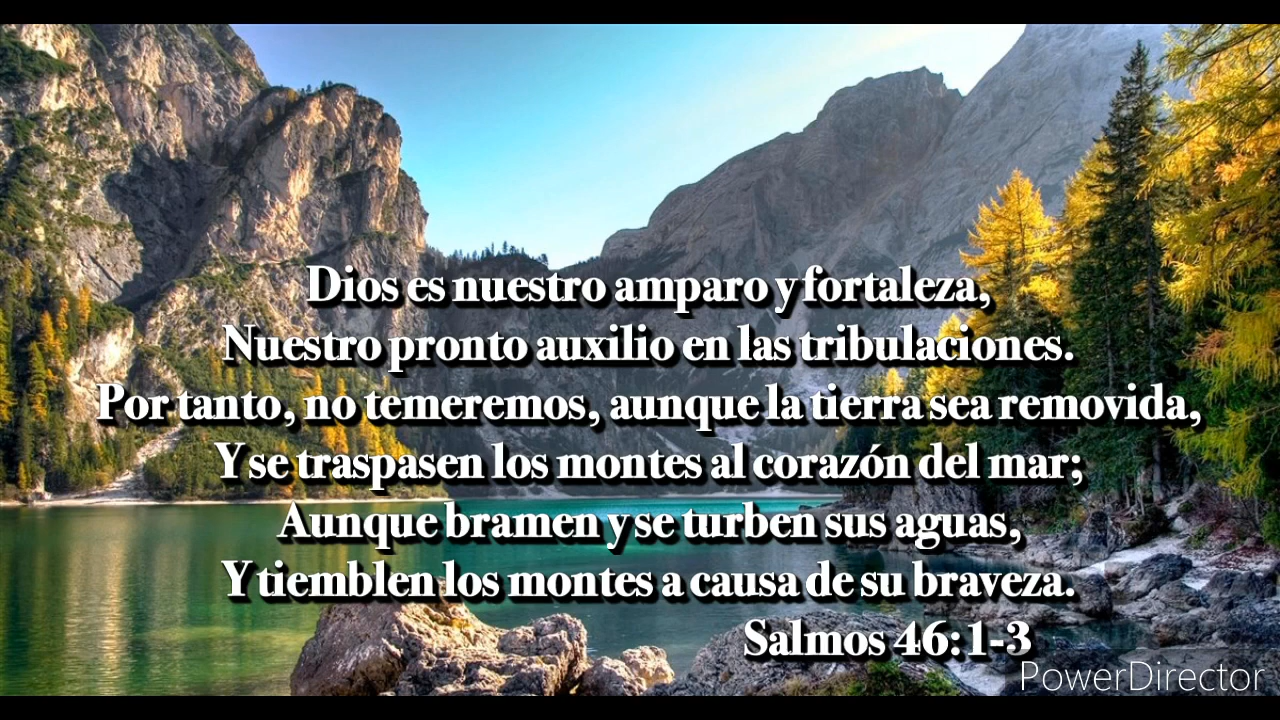 Dios es nuestro amparo y fortaleza,
Nuestro pronto auxilio en las tribulaciones.
Por tanto, no temeremos, aunque la tierra sea removida,
Y se traspasen los montes al corazón del mar;
Aunque bramen y se turben sus aguas,
Y tiemblen los montes a causa de su braveza.
Salmos 46:1-3
PowerDirector